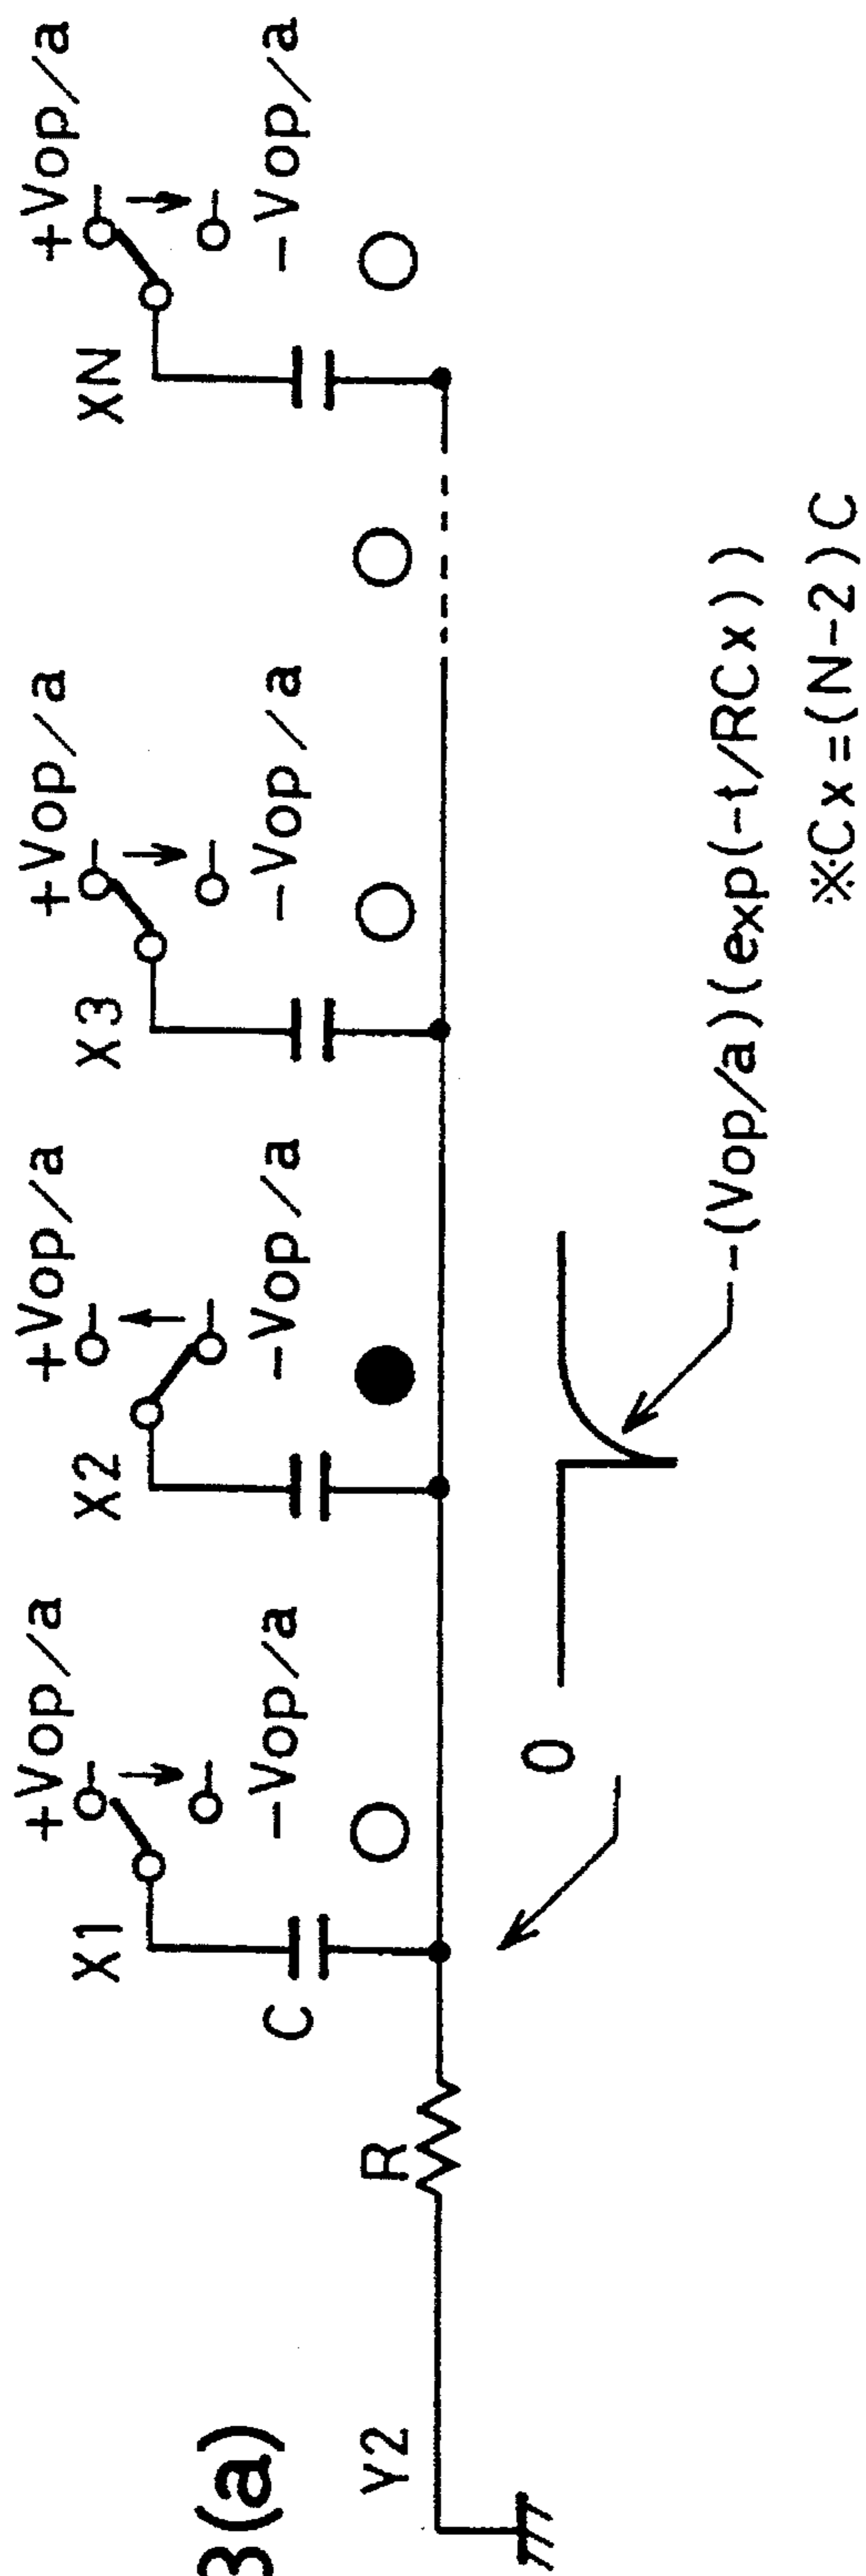 3(a)
X1
+Vop/a
-Vop/a
X2
+Vop/a
-Vop/a
X3
+Vop/a
-Vop/a
XN
+Vop/a
-Vop/a
Y2
R
C
0
-(Vop/a)(exp(-t/RCx))
※Cx=(N-2)C